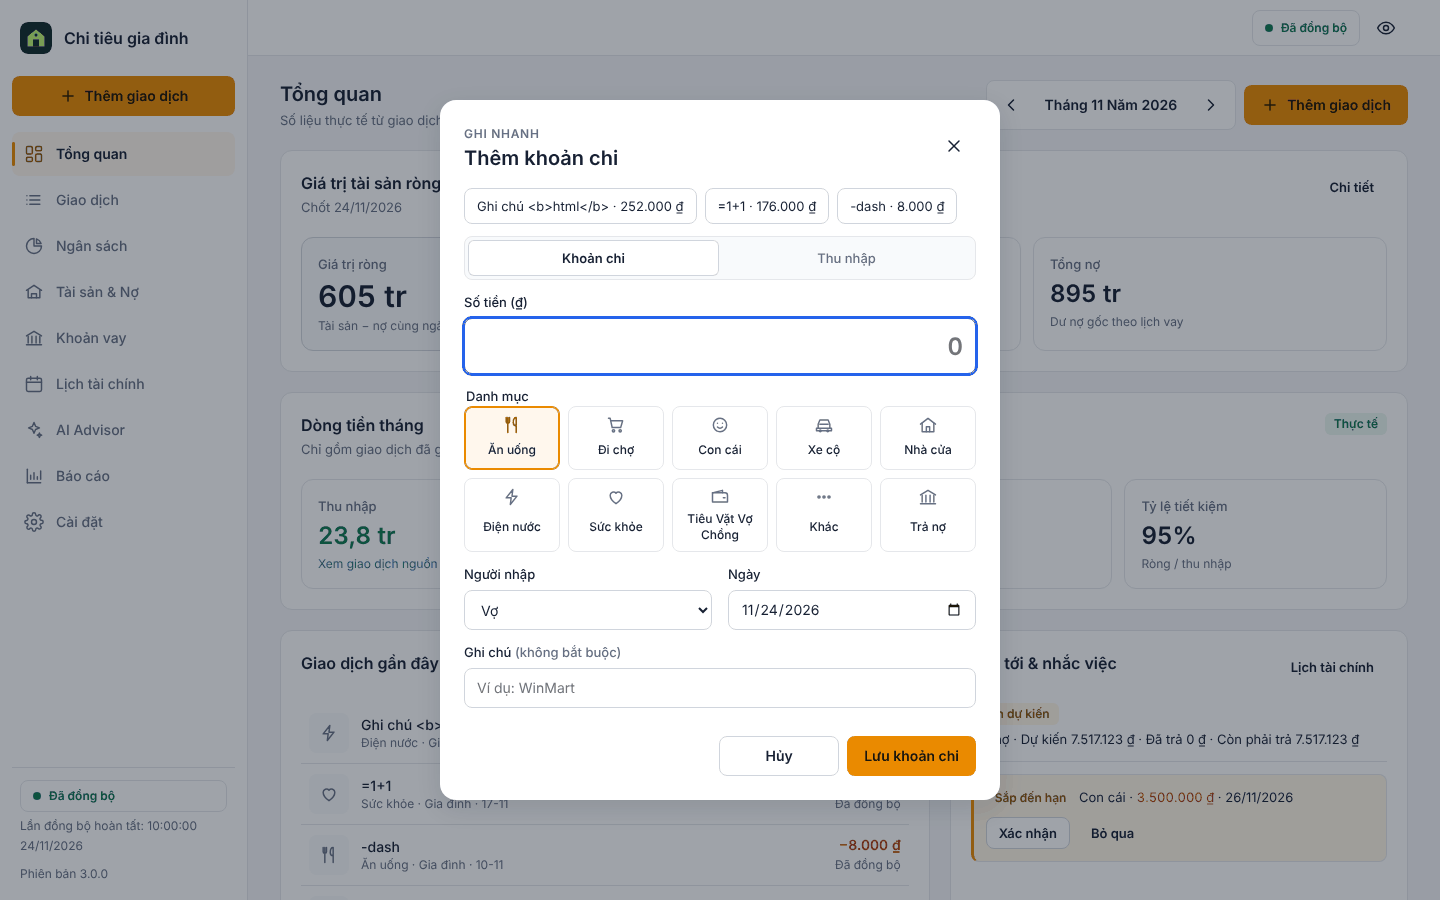 Chi tiêu gia đình
Thêm giao dịch
Tổng quan
Giao dịch
Ngân sách
Tài sản & Nợ
Khoản vay
Lịch tài chính
AI Advisor
Báo cáo
Cài đặt
Đã đồng bộ
Lần đồng bộ hoàn tất: 10:00:00
24/11/2026
Phiên bản 3.0.0
Đã đồng bộ
Tổng quan
Số liệu thực tế từ giao dịch
Tháng 11 Năm 2026
Thêm giao dịch
Giá trị tài sản ròng
Chốt 24/11/2026
Chi tiết
Giá trị ròng
605 tr
Tài sản − nợ cùng
Tổng nợ
895 tr
Dư nợ gốc theo lịch vay
Dòng tiền tháng
Chỉ gồm giao dịch đã
Thực tế
Thu nhập
23,8 tr
Xem giao dịch nguồn
Tỷ lệ tiết kiệm
95%
Ròng / thu nhập
Giao dịch gần đây
Ghi chú <b>
Điện nước ·
=1+1
Sức khỏe · Gia đình · 17-11
Đã đồng bộ
-dash
Ăn uống · Gia đình · 10-11
−8.000 ₫
Đã đồng bộ
tới & nhắc việc
Lịch tài chính
dự kiến
· Dự kiến 7.517.123 ₫ · Đã trả 0 ₫ · Còn phải trả 7.517.123 ₫
Sắp đến hạn Con cái · 3.500.000 ₫ · 26/11/2026
Xác nhận Bỏ qua
GHI NHANH
Thêm khoản chi
Ghi chú <b>html</b> · 252.000 ₫ =1+1 · 176.000 ₫ -dash · 8.000 ₫
Khoản chi Thu nhập
Số tiền (₫)
0
Danh mục
Ăn uống Đi chợ Con cái Xe cộ Nhà cửa
Điện nước Sức khỏe Tiêu Vặt Vợ Chồng Khác Trả nợ
Người nhập Ngày
Vợ 11/24/2026
Ghi chú (không bắt buộc)
Ví dụ: WinMart
Hủy Lưu khoản chi